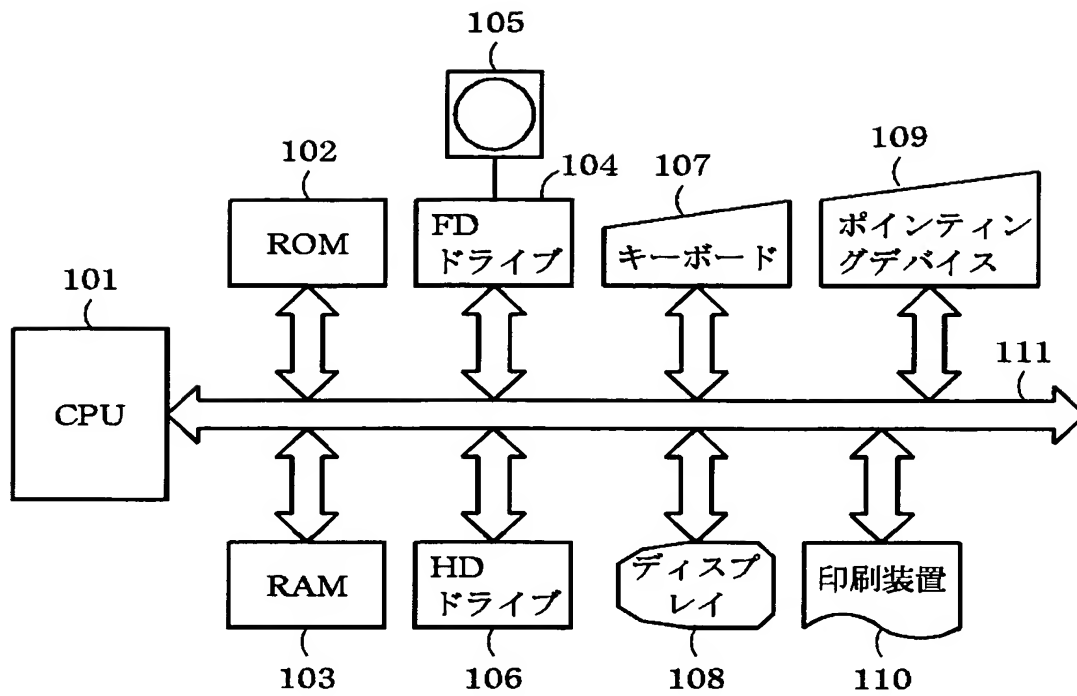 105
102
104
107
109
ROM
FD
ドライブ
キーボード
ポインティン
グデバイス
101
111
CPU
RAM
HD
ドライブ
ディスプ
レイ
印刷装置
103
106
108
110